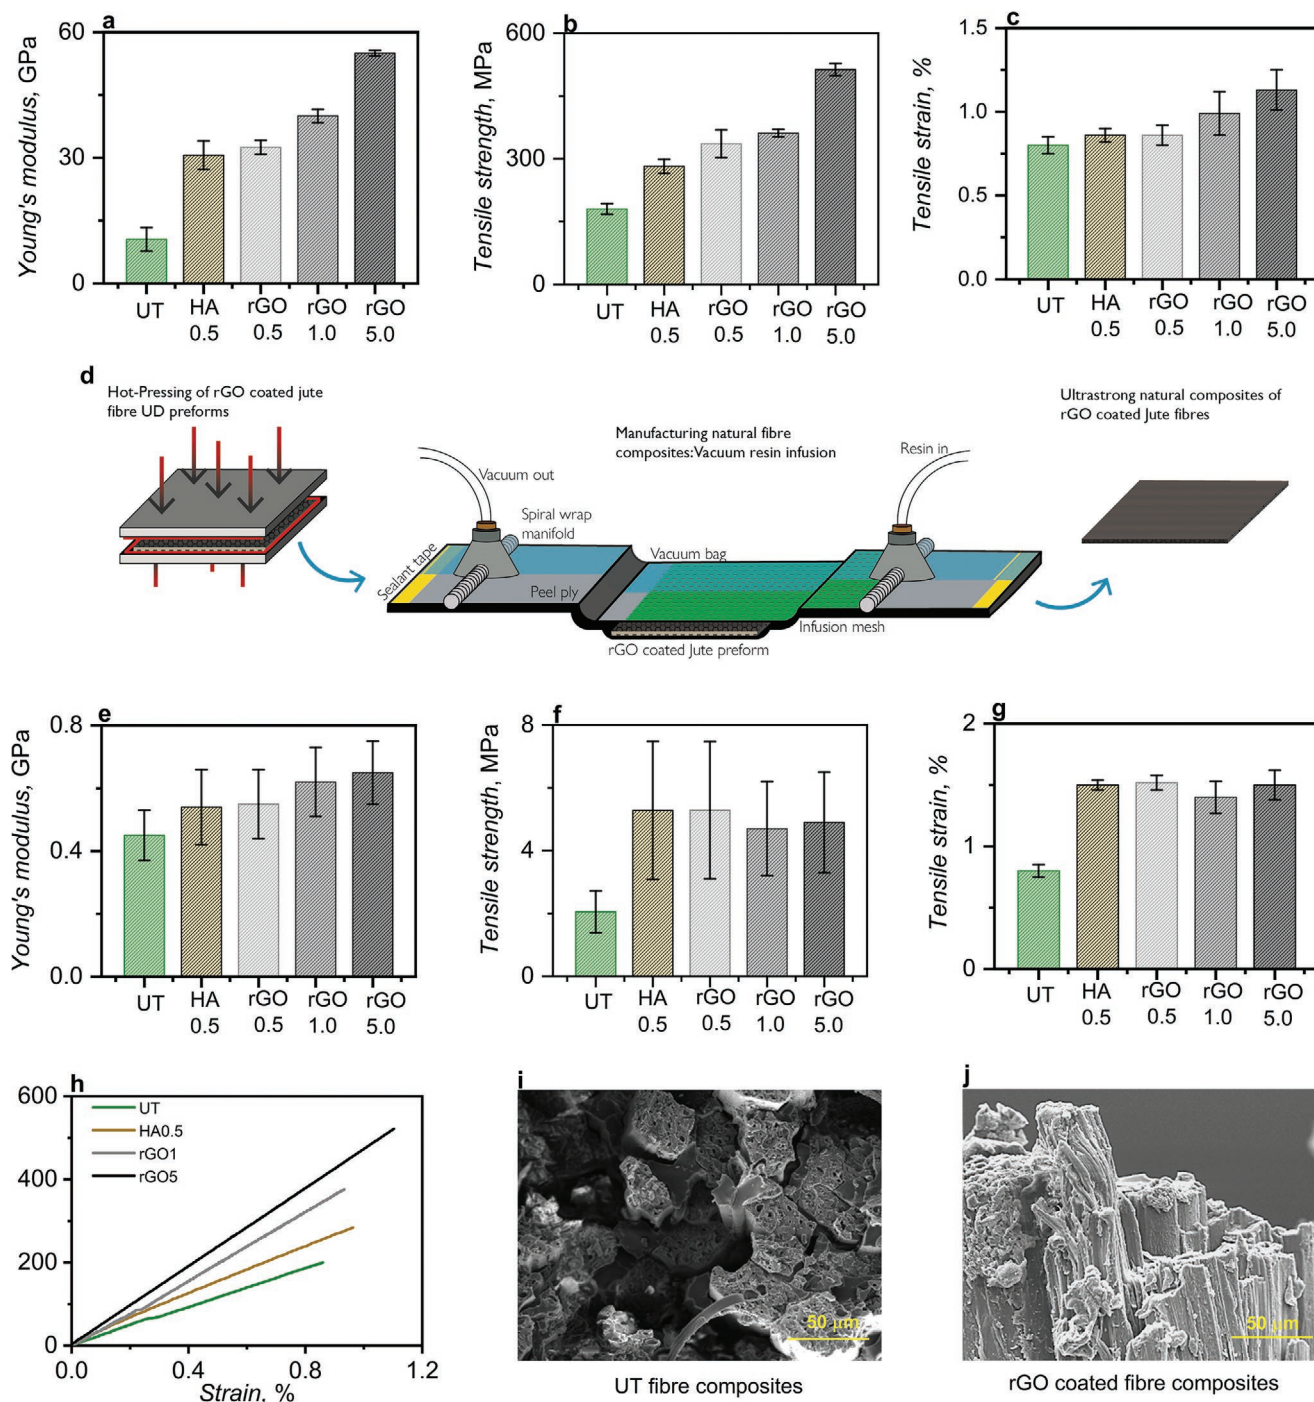 a
Young's modulus, GPa
60
30
0
UT
HA
0.5
rGO
0.5
rGO
1.0
rGO
5.0
b
Tensile strength, MPa
600
300
0
UT
HA
0.5
rGO
0.5
rGO
1.0
rGO
5.0
c
Tensile strain, %
1.5
1.0
0.5
0.0
UT
HA
0.5
rGO
0.5
rGO
1.0
rGO
5.0
d
Hot-Pressing of rGO coated jute
fibre UD preforms
Manufacturing natural fibre
composites:Vacuum resin infusion
Ultrastrong natural composites of
rGO coated Jute fibres
Vacuum out
Resin in
Spiral wrap
manifold
Sealant tape
Peel ply
Vacuum bag
Infusion mesh
rGO coated Jute preform
e
Young's modulus, GPa
0.8
0.4
0.0
UT
HA
0.5
rGO
0.5
rGO
1.0
rGO
5.0
f
Tensile strength, MPa
8
4
0
UT
HA
0.5
rGO
0.5
rGO
1.0
rGO
5.0
g
Tensile strain, %
2
1
0
UT
HA
0.5
rGO
0.5
rGO
1.0
rGO
5.0
h
600
400
200
0
UT
HA0.5
rGO1
rGO5
0.0
0.4
0.8
1.2
Strain, %
i
50 μm
UT fibre composites
j
50 μm
rGO coated fibre composites